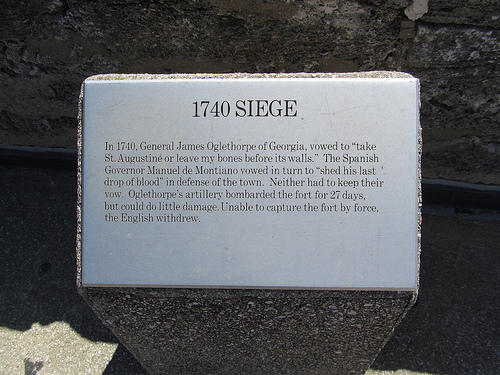 1740 SIEGE
In 1740, General James Oglethorpe of Georgia, vowed to “take
St. Augustine or leave my bones before its walls.” The Spanish
Governor Manuel de Montiano vowed in turn to “shed his last
drop of blood” in defense of the town. Neither had to keep their
vow. Oglethorpe's artillery bombarded the fort for 27 days,
but could do little damage. Unable to capture the fort by force,
the English withdrew.